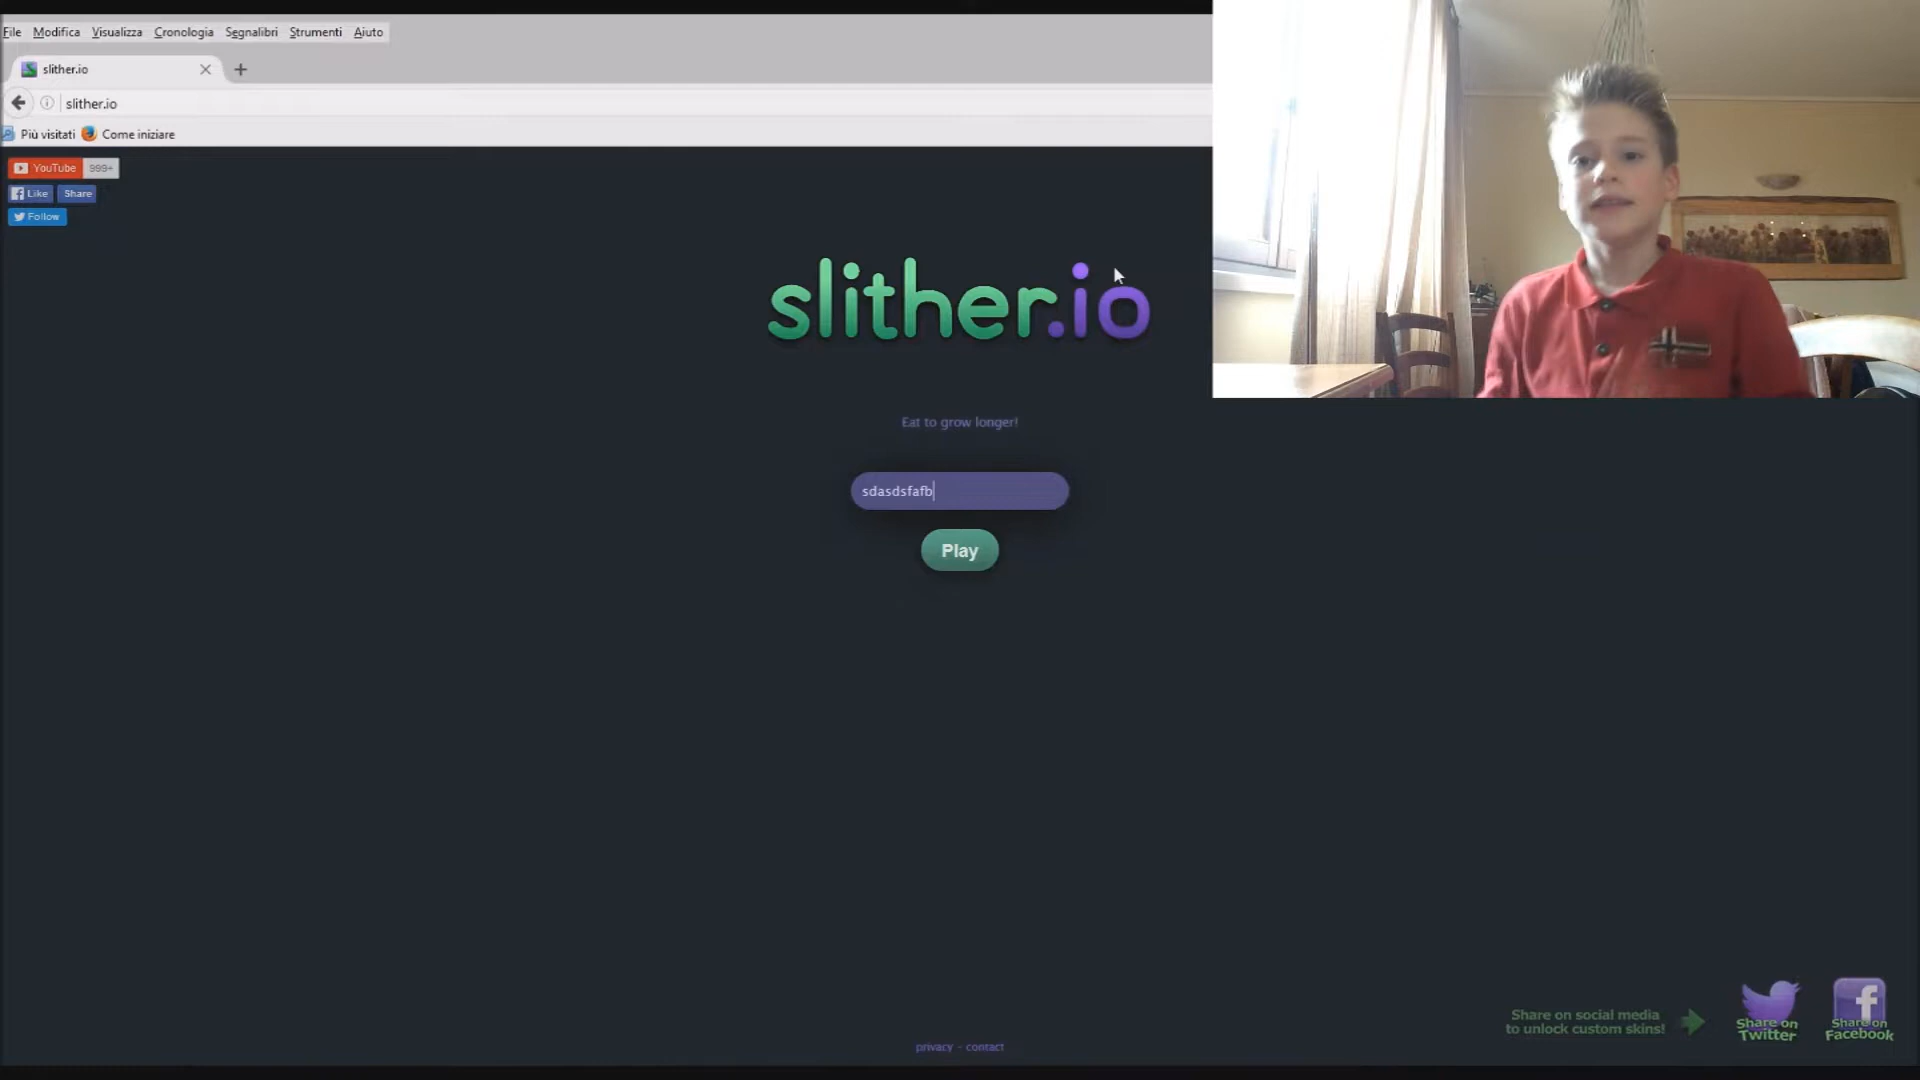 File Modifica Visualizza Cronologia Segnalibri Strumenti Aiuto
slither.io
slither.io
Più visitati Come iniziare
YouTube 999+
Like Share
Follow
slither.io
Eat to grow longer!
sdasdsfafb
Play
Share on social media
to unlock custom skins!
Share on
Twitter
Share on
Facebook
privacy - contact